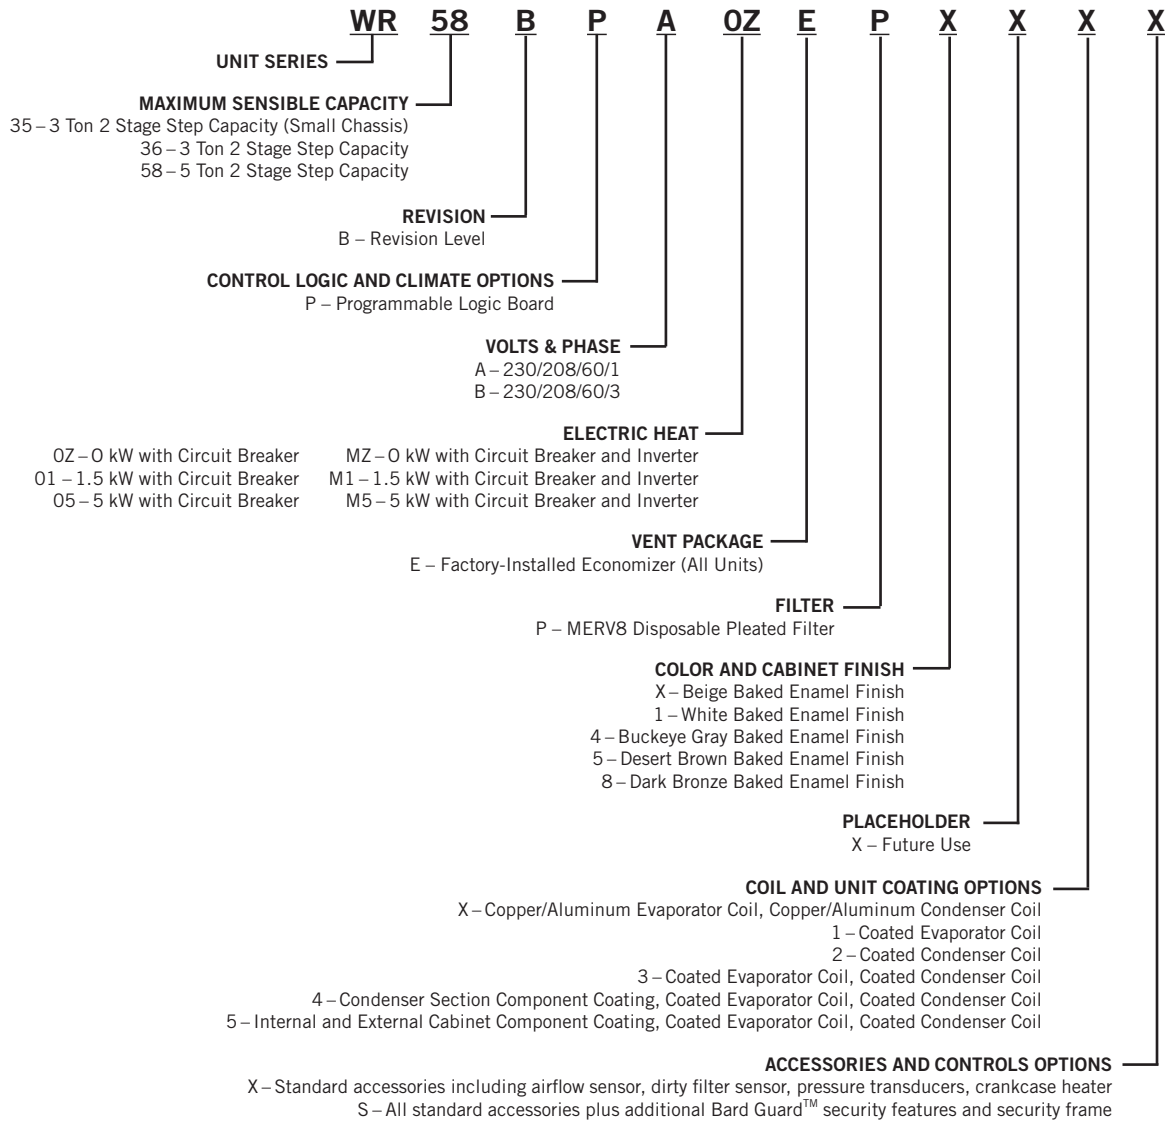 WR 58 B P A 0Z E P X X X X
UNIT SERIES
MAXIMUM SENSIBLE CAPACITY
35 – 3 Ton 2 Stage Step Capacity (Small Chassis)
36 – 3 Ton 2 Stage Step Capacity
58 – 5 Ton 2 Stage Step Capacity
REVISION
B – Revision Level
CONTROL LOGIC AND CLIMATE OPTIONS
P – Programmable Logic Board
VOLTS & PHASE
A – 230/208/60/1
B – 230/208/60/3
ELECTRIC HEAT
0Z – 0 kW with Circuit Breaker MZ – 0 kW with Circuit Breaker and Inverter
01 – 1.5 kW with Circuit Breaker M1 – 1.5 kW with Circuit Breaker and Inverter
05 – 5 kW with Circuit Breaker M5 – 5 kW with Circuit Breaker and Inverter
VENT PACKAGE
E – Factory-Installed Economizer (All Units)
FILTER
P – MERV8 Disposable Pleated Filter
COLOR AND CABINET FINISH
X – Beige Baked Enamel Finish
1 – White Baked Enamel Finish
4 – Buckeye Gray Baked Enamel Finish
5 – Desert Brown Baked Enamel Finish
8 – Dark Bronze Baked Enamel Finish
PLACEHOLDER
X – Future Use
COIL AND UNIT COATING OPTIONS
X – Copper/Aluminum Evaporator Coil, Copper/Aluminum Condenser Coil
1 – Coated Evaporator Coil
2 – Coated Condenser Coil
3 – Coated Evaporator Coil, Coated Condenser Coil
4 – Condenser Section Component Coating, Coated Evaporator Coil, Coated Condenser Coil
5 – Internal and External Cabinet Component Coating, Coated Evaporator Coil, Coated Condenser Coil
ACCESSORIES AND CONTROLS OPTIONS
X – Standard accessories including airflow sensor, dirty filter sensor, pressure transducers, crankcase heater
S – All standard accessories plus additional Bard Guard™ security features and security frame